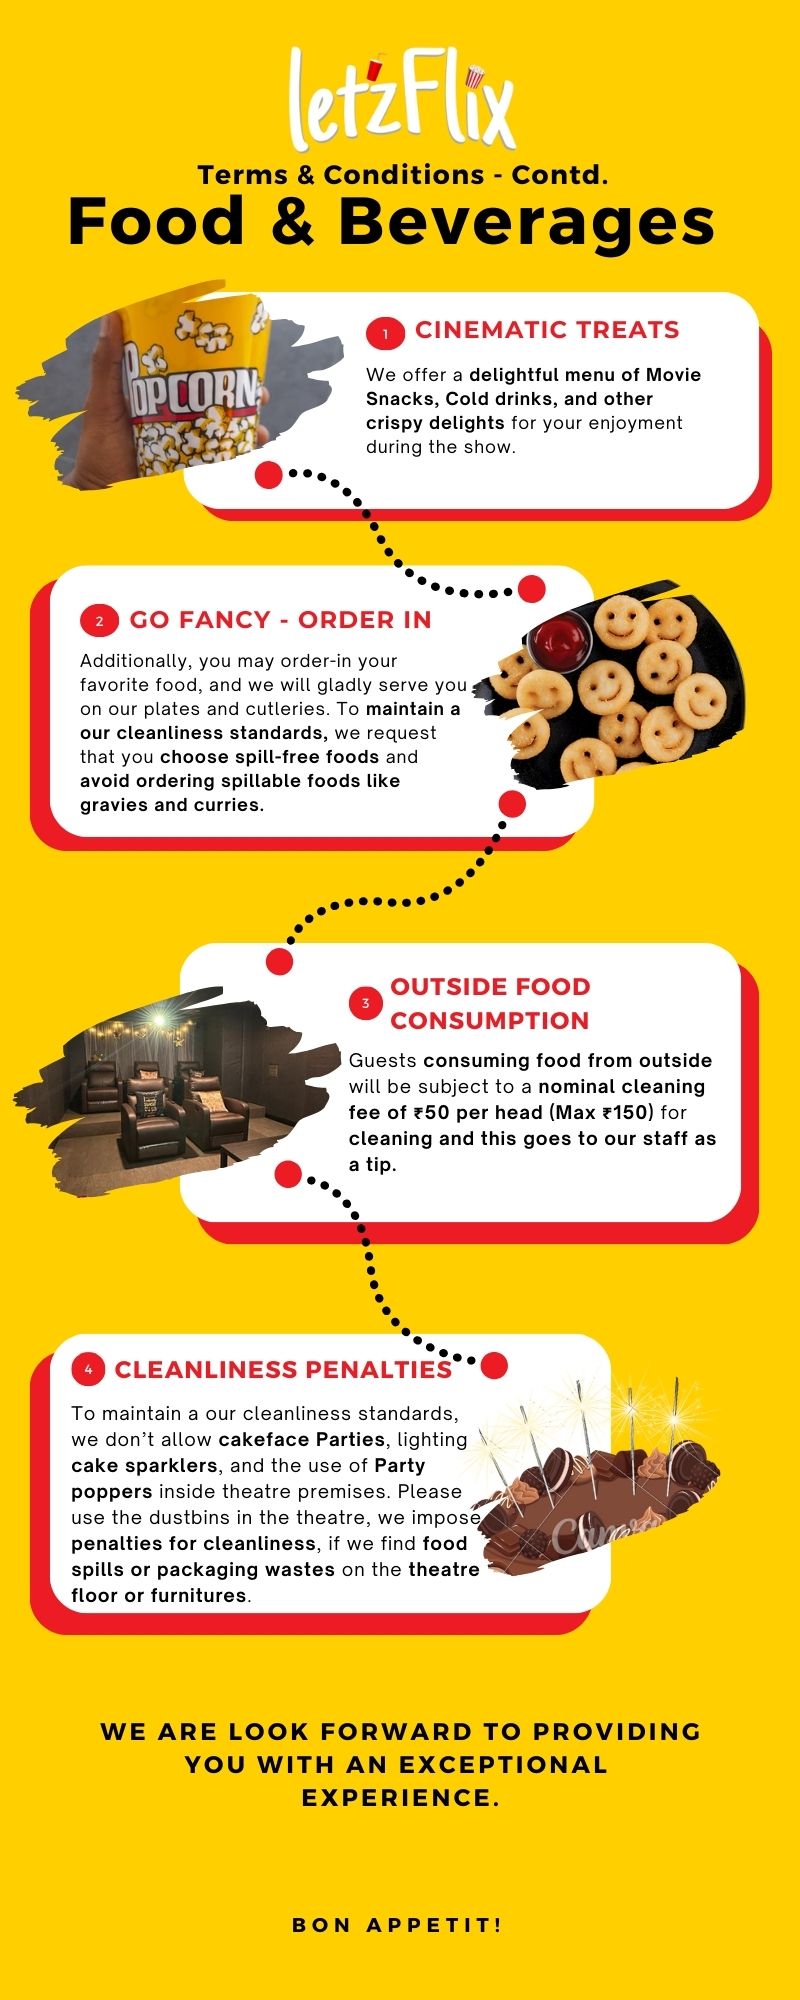 letzFlix
Terms & Conditions - Contd.
Food & Beverages
POPCORN
1 CINEMATIC TREATS
We offer a delightful menu of Movie
Snacks, Cold drinks, and other
crispy delights for your enjoyment
during the show.
2 GO FANCY - ORDER IN
Additionally, you may order-in your
favorite food, and we will gladly serve you
on our plates and cutleries. To maintain a
our cleanliness standards, we request
that you choose spill-free foods and
avoid ordering spillable foods like
gravies and curries.
3 OUTSIDE FOOD
CONSUMPTION
Guests consuming food from outside
will be subject to a nominal cleaning
fee of ₹50 per head (Max ₹150) for
cleaning and this goes to our staff as
a tip.
4 CLEANLINESS PENALTIES
To maintain a our cleanliness standards,
we don't allow cakeface Parties, lighting
cake sparklers, and the use of Party
poppers inside theatre premises. Please
use the dustbins in the theatre, we impose
penalties for cleanliness, if we find food
spills or packaging wastes on the theatre
floor or furnitures.
WE ARE LOOK FORWARD TO PROVIDING
YOU WITH AN EXCEPTIONAL
EXPERIENCE.
BON APPETIT!